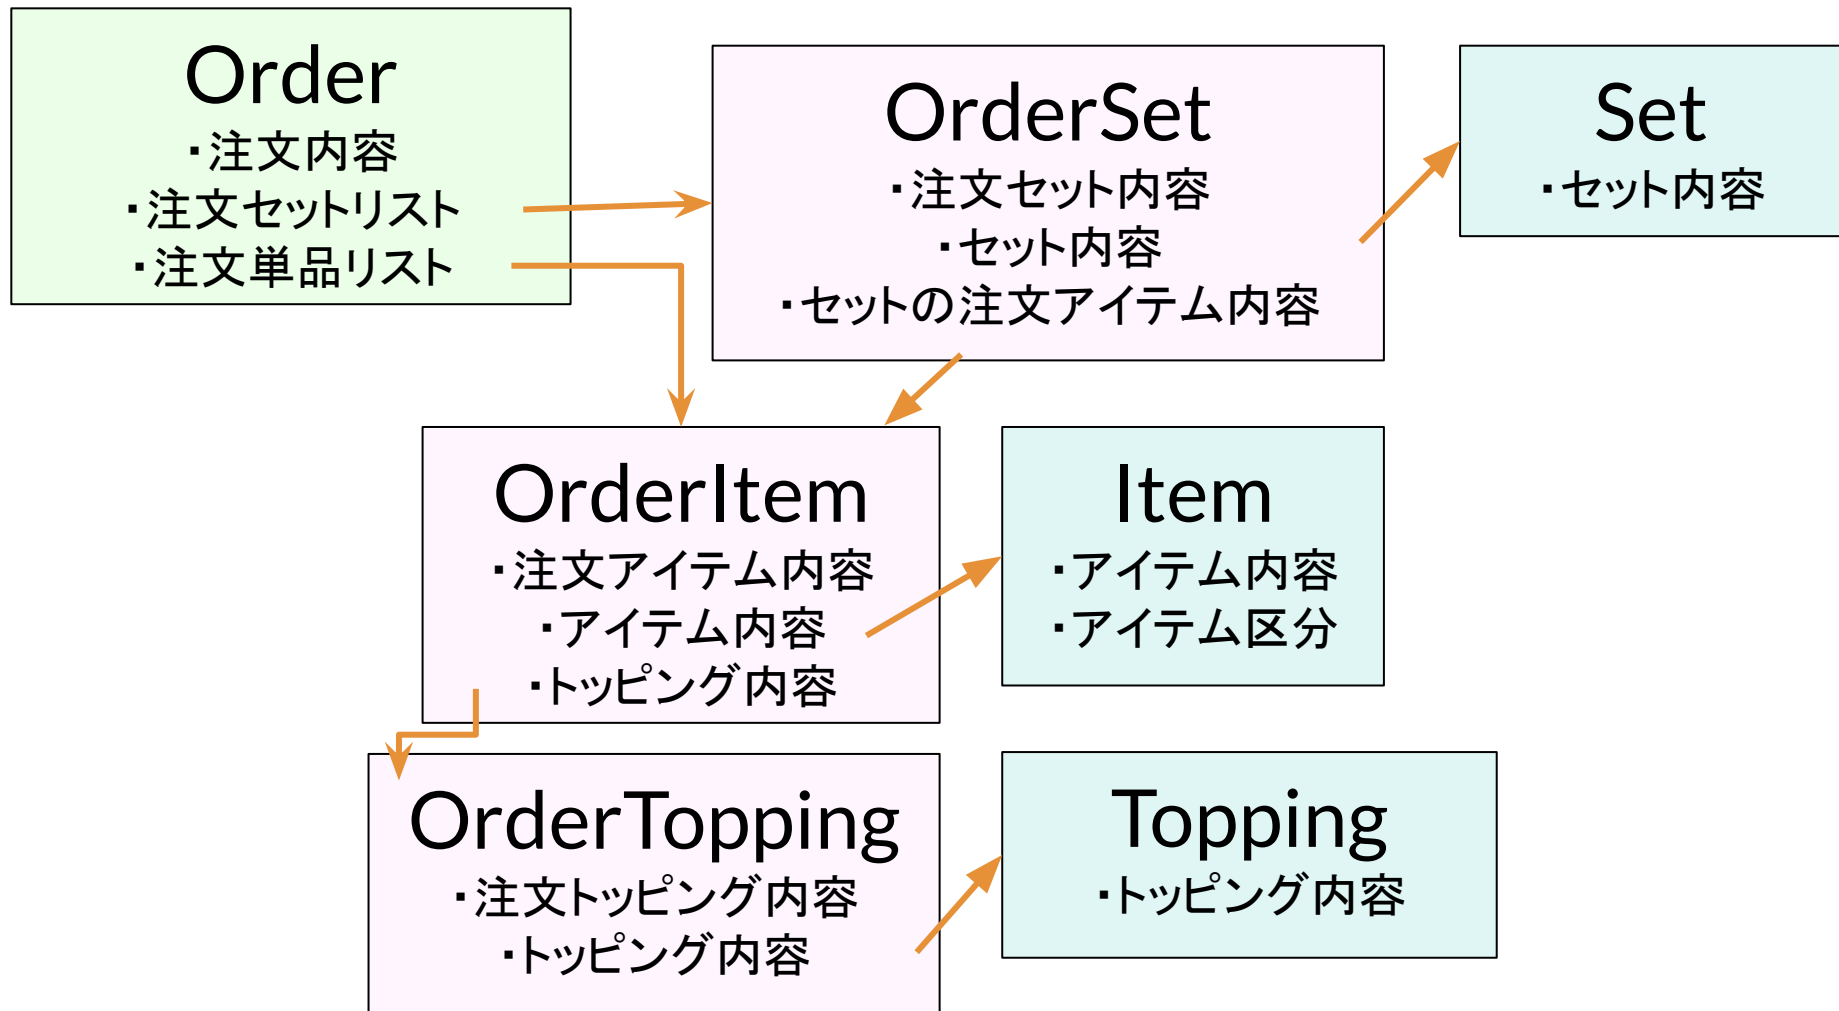 Order
・注文内容
・注文セットリスト
・注文単品リスト
OrderSet
・注文セット内容
・セット内容
・セットの注文アイテム内容
Set
・セット内容
OrderItem
・注文アイテム内容
・アイテム内容
・トッピング内容
Item
・アイテム内容
・アイテム区分
OrderTopping
・注文トッピング内容
・トッピング内容
Topping
・トッピング内容